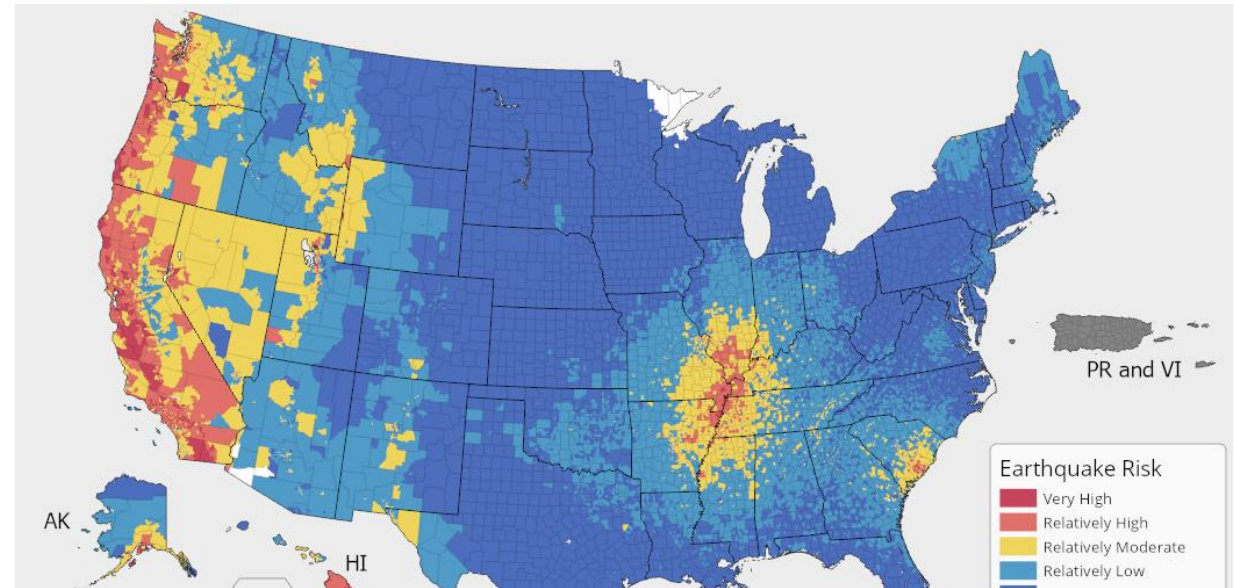 PR and VI
AK
HI
Earthquake Risk
Very High
Relatively High
Relatively Moderate
Relatively Low